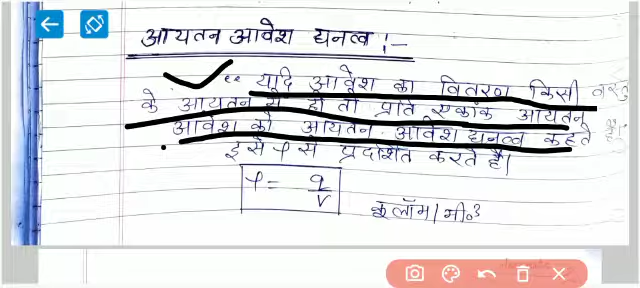 आयतन आवेश घनत्व :-
" यदि आवेश का वितरण किसी वस्तु
के आयतन में हो तो प्रति एकांक आयतन
आवेश को आयतन आवेश घनत्व कहते हैं।
इसे φ से प्रदर्शित करते है।
φ = q/V कूलॉम/मी०3